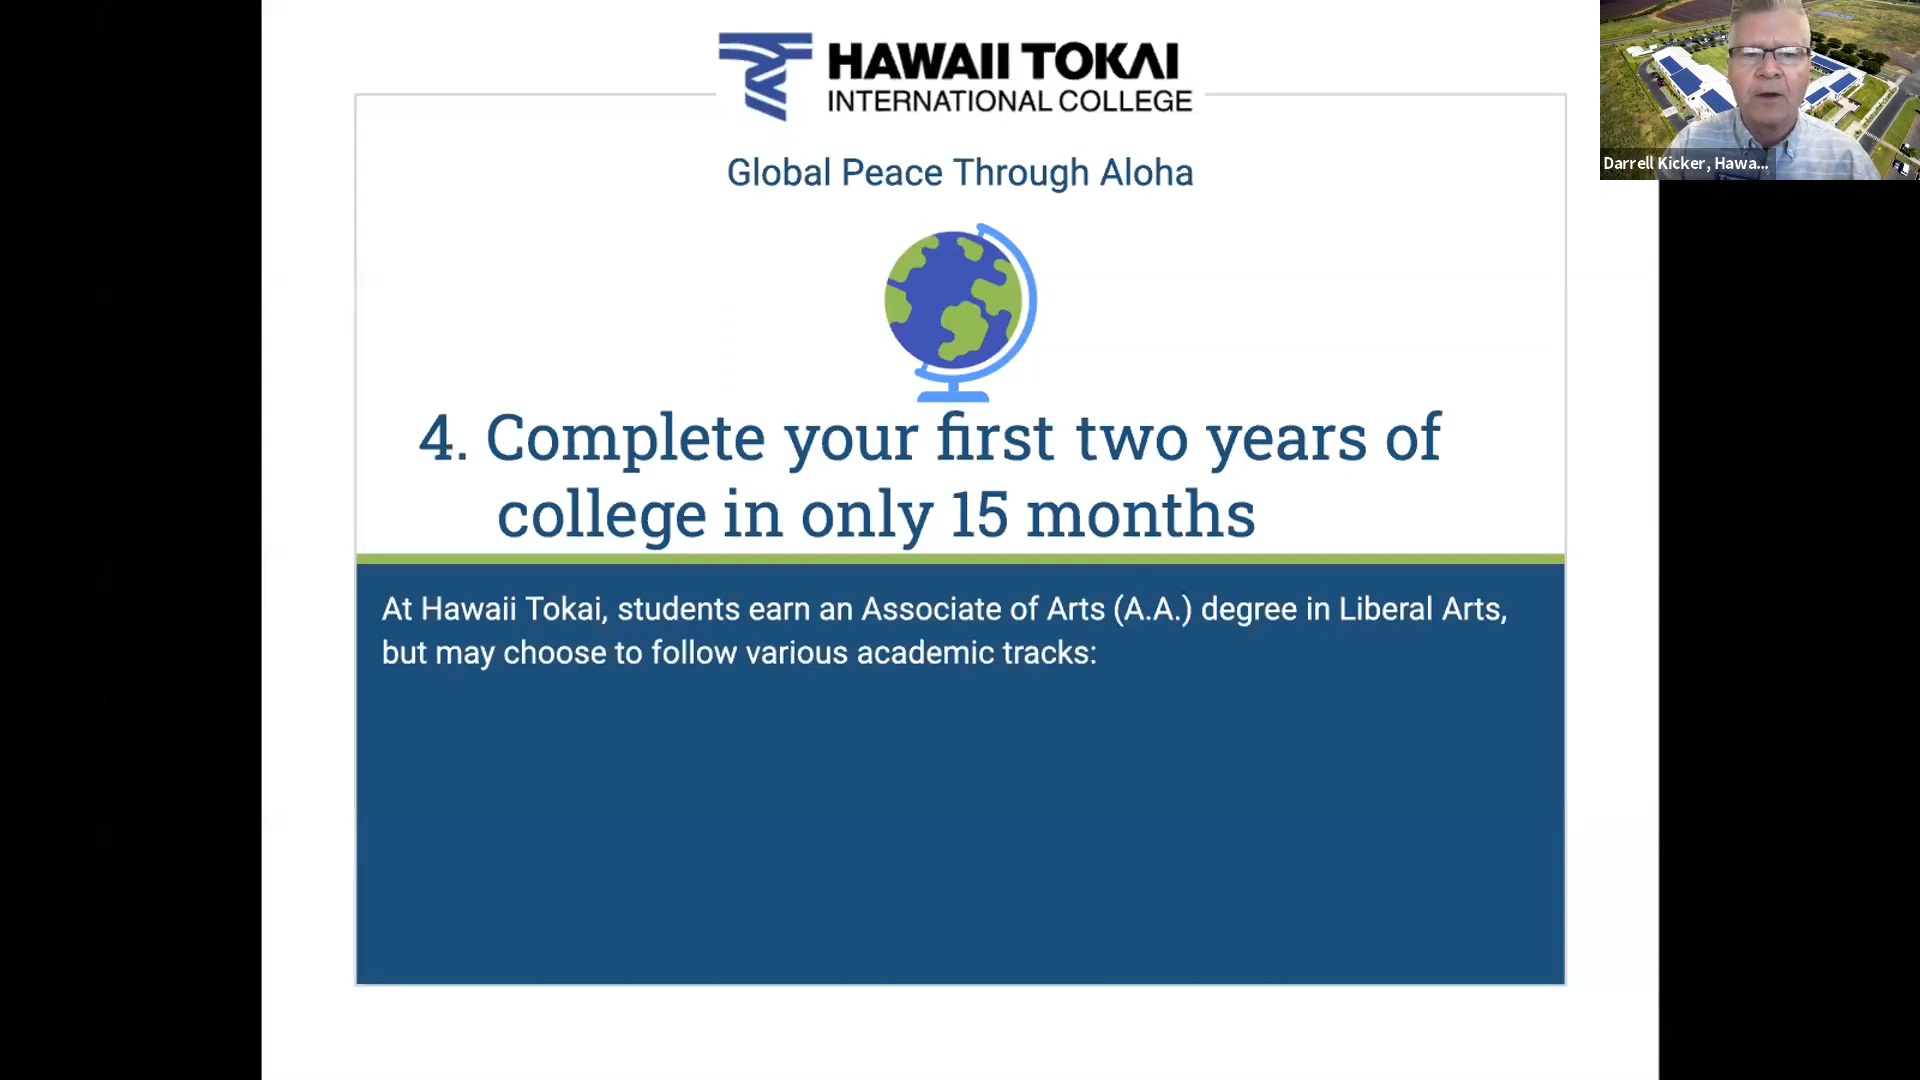 HAWAII TOKAI
INTERNATIONAL COLLEGE
Global Peace Through Aloha
Darrell Kicker, Hawa...
4. Complete your first two years of
college in only 15 months
At Hawaii Tokai, students earn an Associate of Arts (A.A.) degree in Liberal Arts,
but may choose to follow various academic tracks: